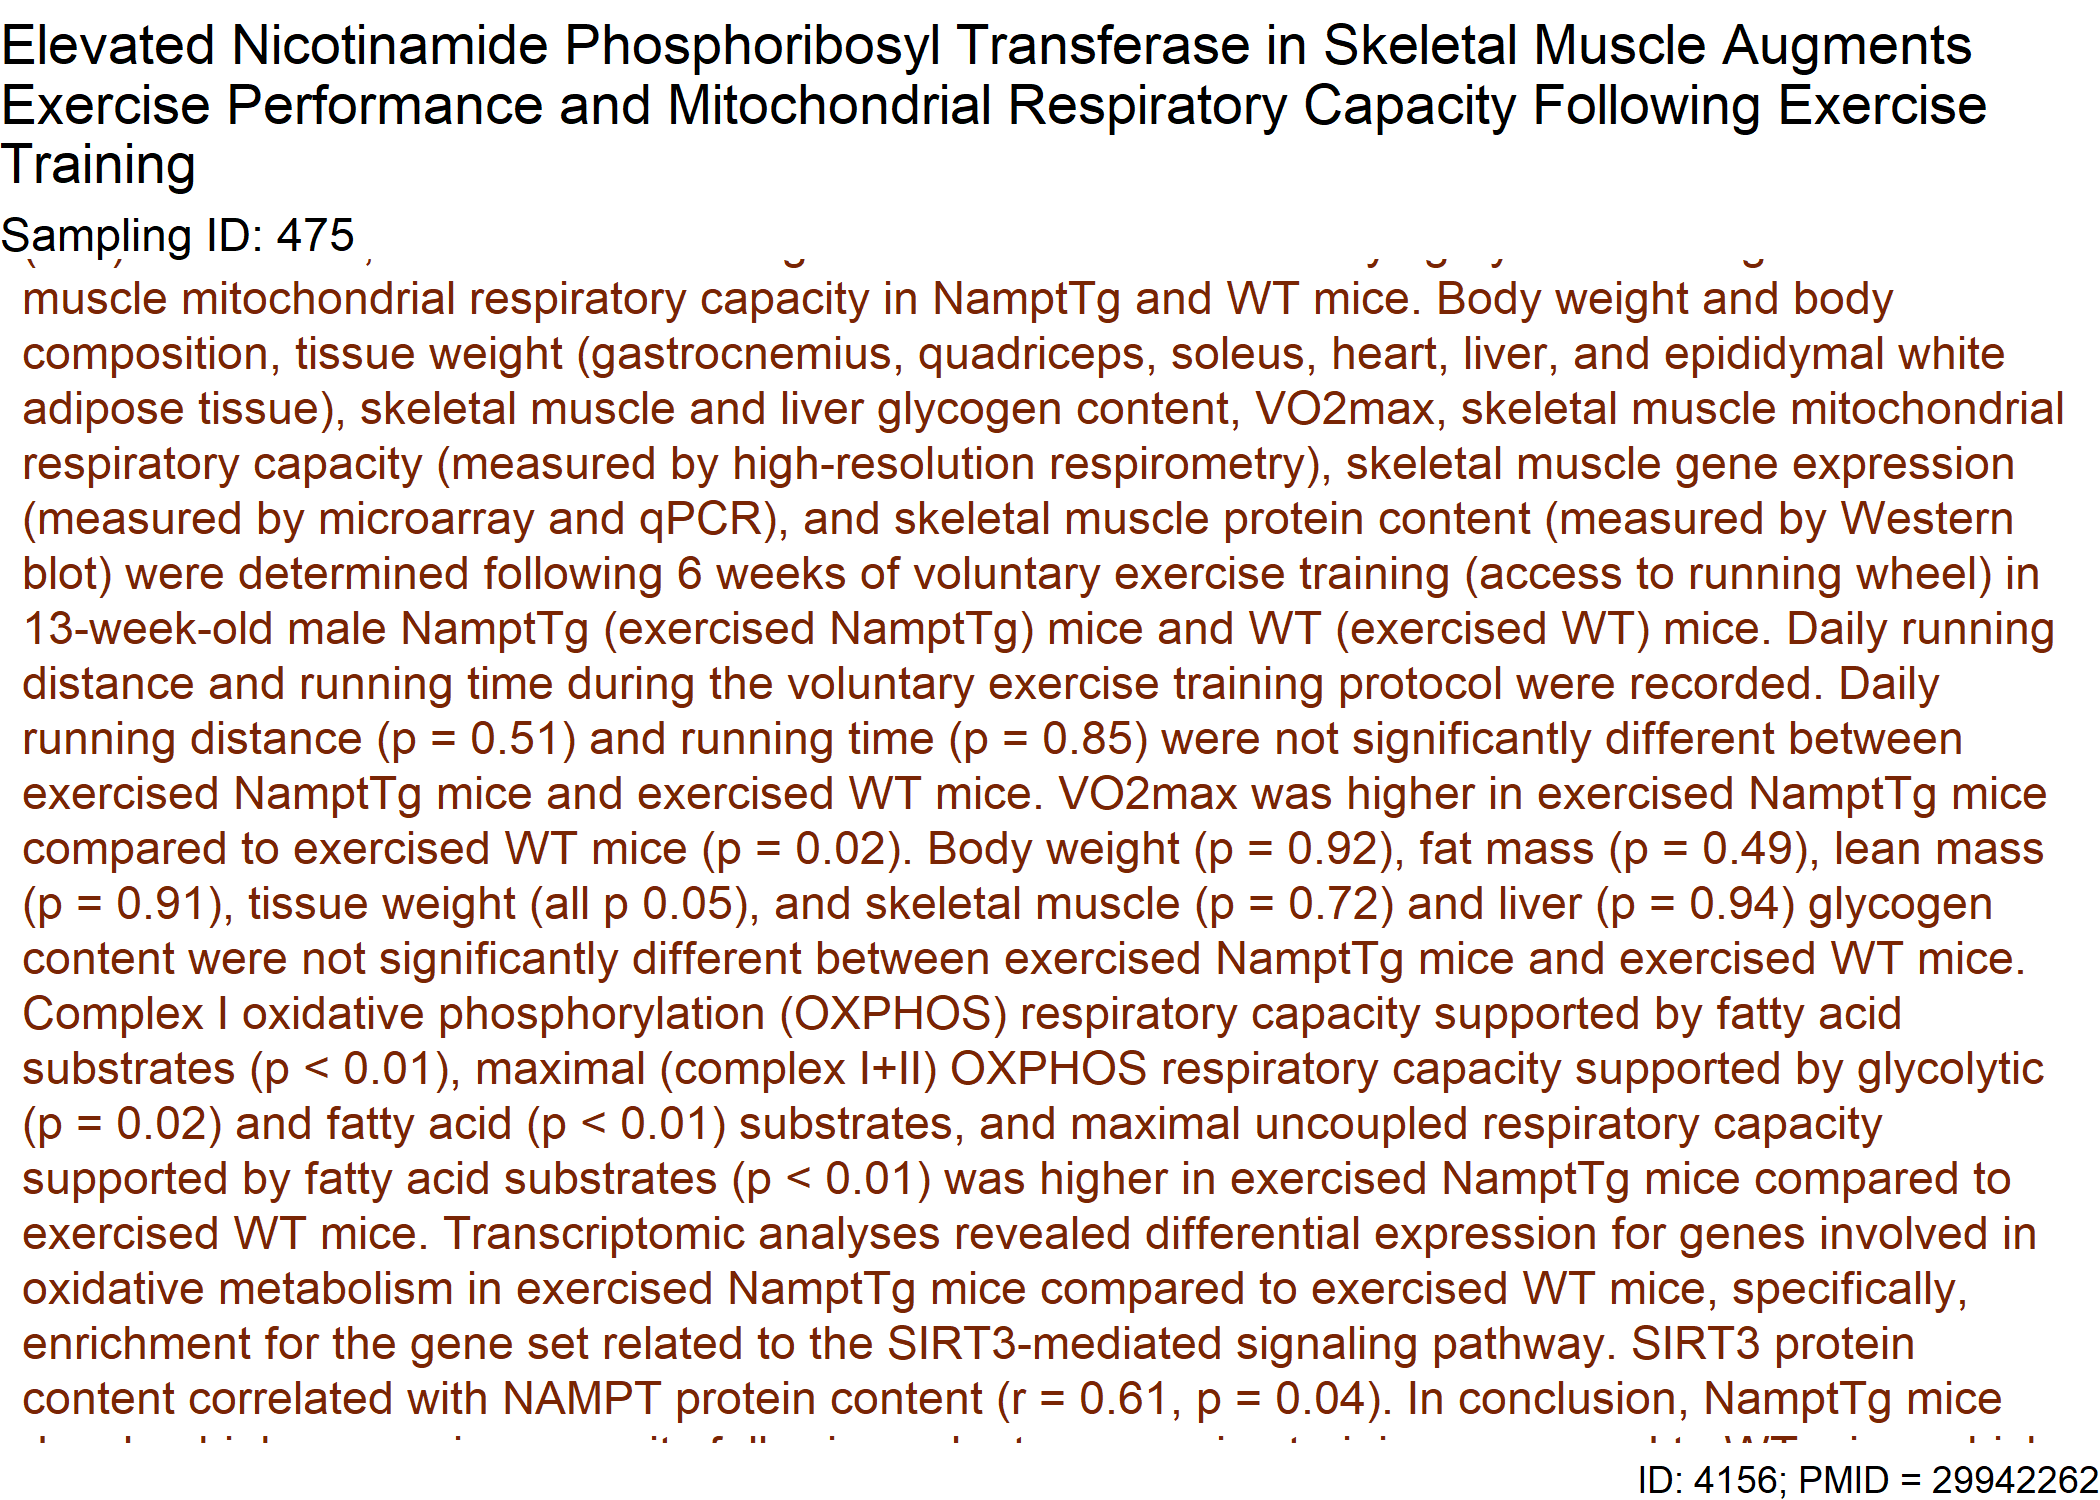 Elevated Nicotinamide Phosphoribosyl Transferase in Skeletal Muscle Augments
Exercise Performance and Mitochondrial Respiratory Capacity Following Exercise
Training
Sampling ID: 475
muscle mitochondrial respiratory capacity in NamptTg and WT mice. Body weight and body
composition, tissue weight (gastrocnemius, quadriceps, soleus, heart, liver, and epididymal white
adipose tissue), skeletal muscle and liver glycogen content, VO2max, skeletal muscle mitochondrial
respiratory capacity (measured by high-resolution respirometry), skeletal muscle gene expression
(measured by microarray and qPCR), and skeletal muscle protein content (measured by Western
blot) were determined following 6 weeks of voluntary exercise training (access to running wheel) in
13-week-old male NamptTg (exercised NamptTg) mice and WT (exercised WT) mice. Daily running
distance and running time during the voluntary exercise training protocol were recorded. Daily
running distance (p = 0.51) and running time (p = 0.85) were not significantly different between
exercised NamptTg mice and exercised WT mice. VO2max was higher in exercised NamptTg mice
compared to exercised WT mice (p = 0.02). Body weight (p = 0.92), fat mass (p = 0.49), lean mass
(p = 0.91), tissue weight (all p 0.05), and skeletal muscle (p = 0.72) and liver (p = 0.94) glycogen
content were not significantly different between exercised NamptTg mice and exercised WT mice.
Complex I oxidative phosphorylation (OXPHOS) respiratory capacity supported by fatty acid
substrates (p < 0.01), maximal (complex I+II) OXPHOS respiratory capacity supported by glycolytic
(p = 0.02) and fatty acid (p < 0.01) substrates, and maximal uncoupled respiratory capacity
supported by fatty acid substrates (p < 0.01) was higher in exercised NamptTg mice compared to
exercised WT mice. Transcriptomic analyses revealed differential expression for genes involved in
oxidative metabolism in exercised NamptTg mice compared to exercised WT mice, specifically,
enrichment for the gene set related to the SIRT3-mediated signaling pathway. SIRT3 protein
content correlated with NAMPT protein content (r = 0.61, p = 0.04). In conclusion, NamptTg mice
ID: 4156; PMID = 29942262